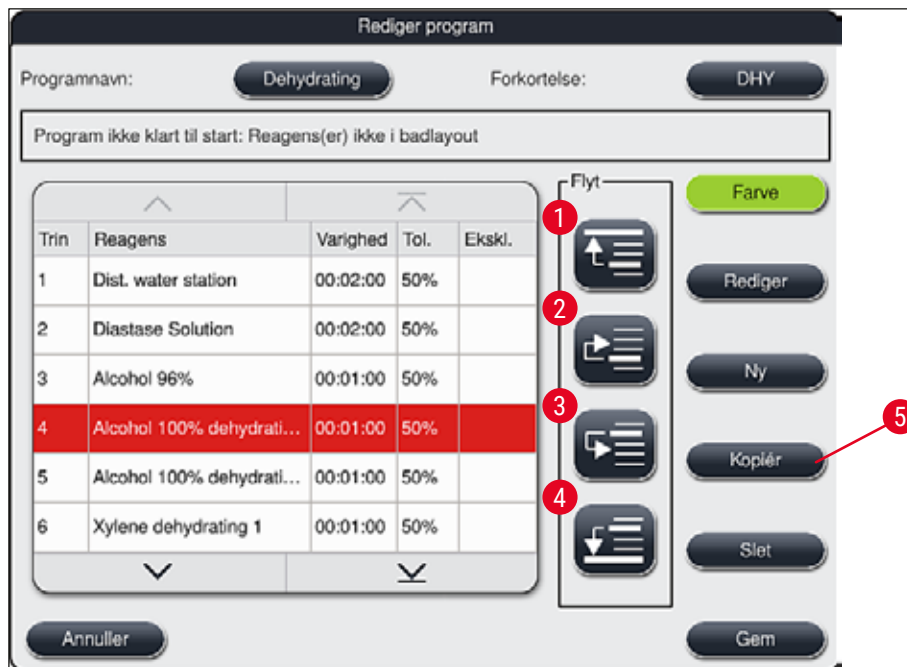 Rediger program
Programnavn: Dehydrating Forkortelse: DHY
Program ikke klart til start: Reagens(er) ikke i badlayout
Flyt
Farve
1
Trin Reagens Varighed Tol. Ekskl.
1 Dist. water station 00:02:00 50%
Rediger
2
2 Diastase Solution 00:02:00 50%
3 Alcohol 96% 00:01:00 50%
Ny
3
4 Alcohol 100% dehydrati... 00:01:00 50%
5
Kopiér
5 Alcohol 100% dehydrati... 00:01:00 50%
4
6 Xylene dehydrating 1 00:01:00 50%
Slet
Annuller
Gem